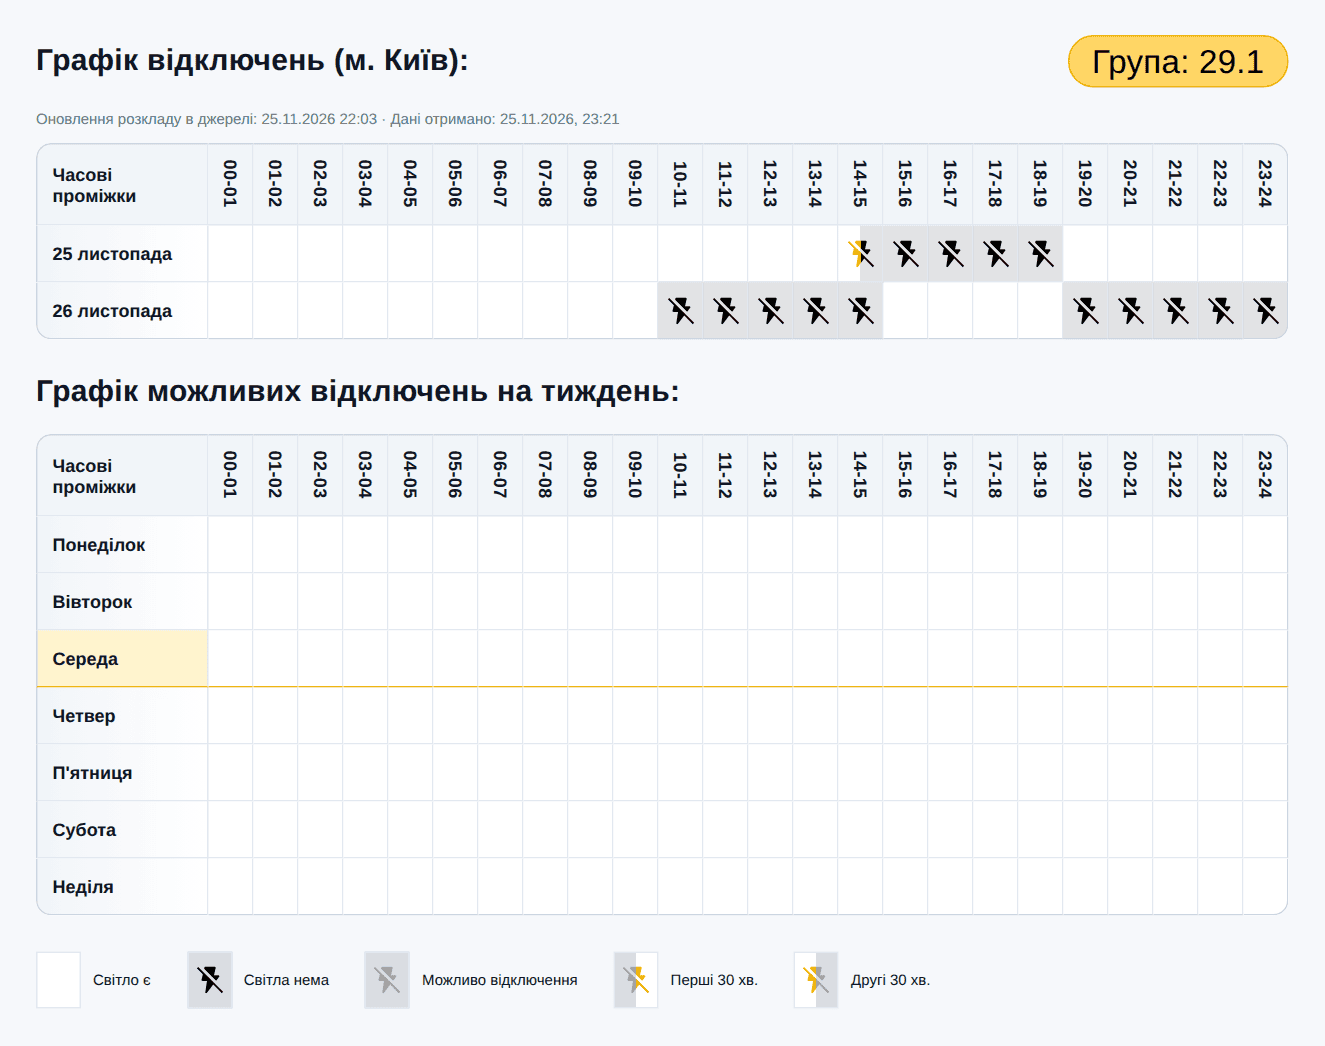 Графік відключень (м. Київ):
Група: 29.1
Оновлення розкладу в джерелі: 25.11.2026 22:03 · Дані отримано: 25.11.2026, 23:21
Часові
проміжки
00-01 01-02 02-03 03-04 04-05 05-06 06-07 07-08 08-09 09-10 10-11 11-12 12-13 13-14 14-15 15-16 16-17 17-18 18-19 19-20 20-21 21-22 22-23 23-24
25 листопада
26 листопада
Графік можливих відключень на тиждень:
Часові
проміжки
00-01 01-02 02-03 03-04 04-05 05-06 06-07 07-08 08-09 09-10 10-11 11-12 12-13 13-14 14-15 15-16 16-17 17-18 18-19 19-20 20-21 21-22 22-23 23-24
Понеділок
Вівторок
Середа
Четвер
П'ятниця
Субота
Неділя
Світло є Світла нема Можливо відключення Перші 30 хв. Другі 30 хв.